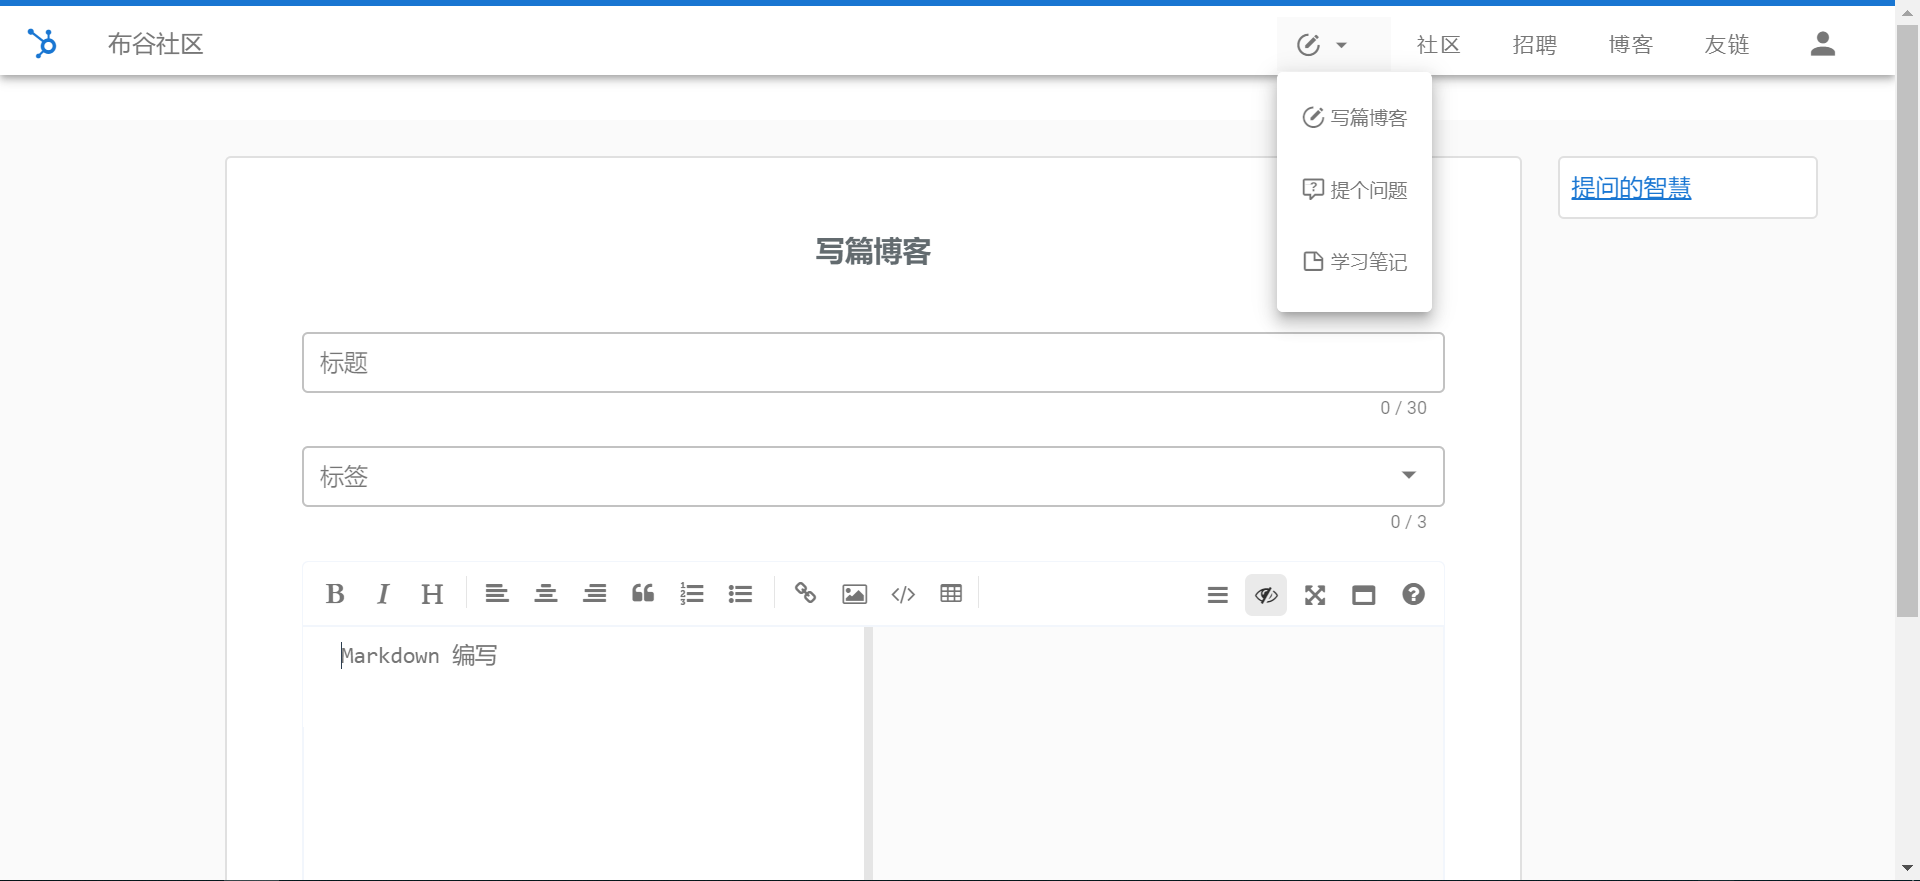 布谷社区
社区 招聘 博客 友链
写篇博客
提个问题
学习笔记
提问的智慧
写篇博客
标题
0 / 30
标签
0 / 3
B I H
Markdown 编写